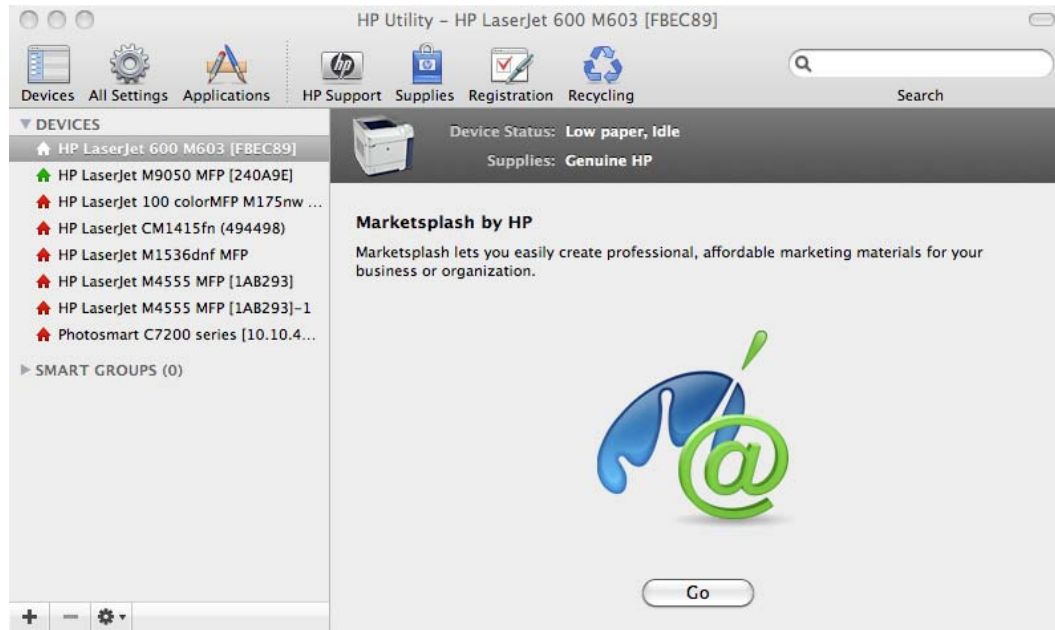 HP Utility – HP LaserJet 600 M603 [FBEC89]
Devices All Settings Applications HP Support Supplies Registration Recycling Search
DEVICES
HP LaserJet 600 M603 [FBEC89]
HP LaserJet M9050 MFP [240A9E]
HP LaserJet 100 colorMFP M175nw ...
HP LaserJet CM1415fn (494498)
HP LaserJet M1536dnf MFP
HP LaserJet M4555 MFP [1AB293]
HP LaserJet M4555 MFP [1AB293]-1
Photosmart C7200 series [10.10.4...
SMART GROUPS (0)
Device Status: Low paper, Idle
Supplies: Genuine HP
Marketsplash by HP
Marketsplash lets you easily create professional, affordable marketing materials for your
business or organization.
@
Go